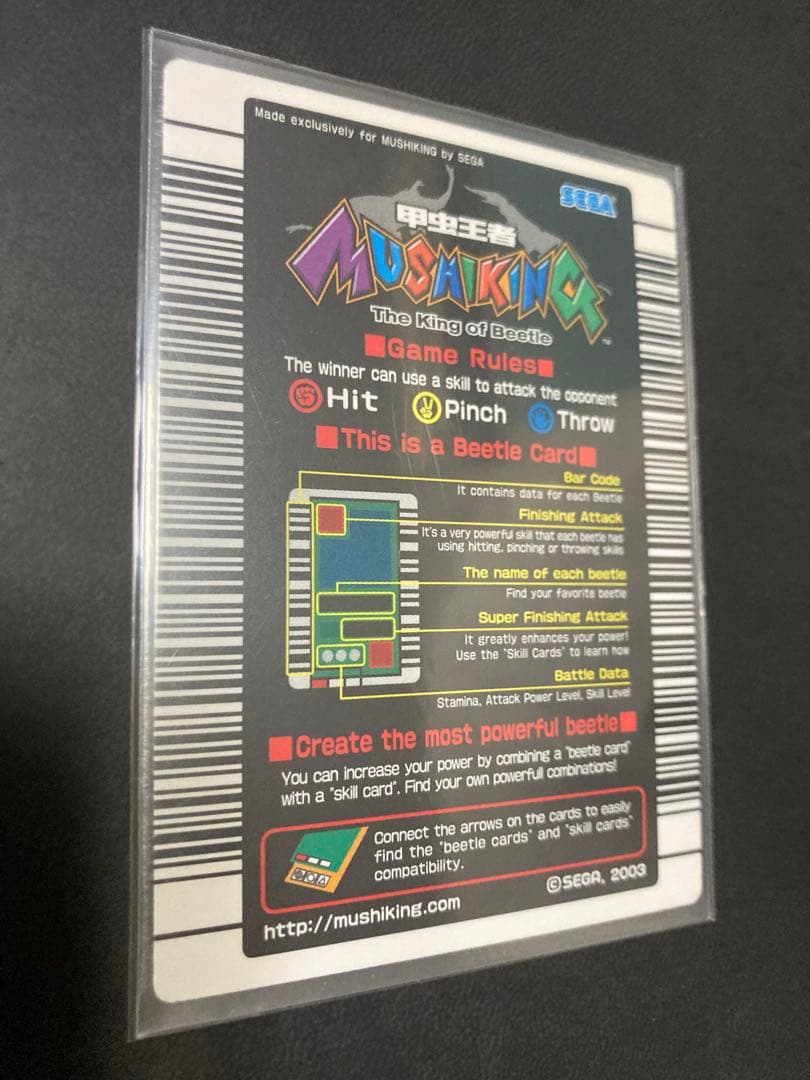 Made exclusively for MUSHIKING by SEGA
SEGA
甲虫王者
MUSHIKING
TM
The King of Beetle
■Game Rules■
The winner can use a skill to attack the opponent
Hit Pinch Throw
■This is a Beetle Card■
Bar Code
It contains data for each Beetle
Finishing Attack
It's a very powerful skill that each beetle has
using hitting, pinching or throwing skills
The name of each beetle
Find your favorite beetle
Super Finishing Attack
It greatly enhances your power!
Use the "Skill Cards" to learn how
Battle Data
Stamina, Attack Power Level, Skill Level
■Create the most powerful beetle■
You can increase your power by combining a "beetle card"
with a "skill card". Find your own powerfull combinations!
Connect the arrows on the cards to easily
find the "beetle cards" and "skill cards"
compatibility.
©SEGA, 2003
http://mushiking.com